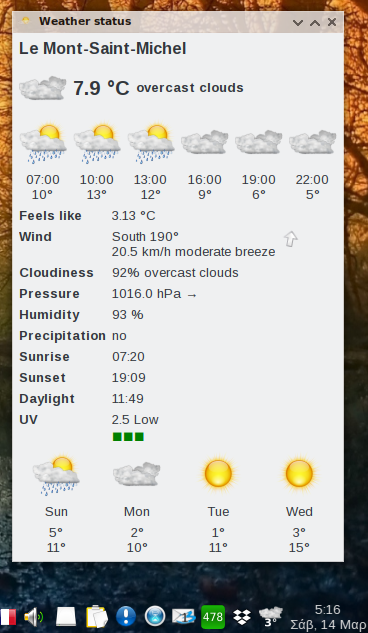 Weather status
Le Mont-Saint-Michel
7.9 °C overcast clouds
07:00 10:00 13:00 16:00 19:00 22:00
10° 13° 12° 9° 6° 5°
Feels like 3.13 °C
Wind South 190°
20.5 km/h moderate breeze
Cloudiness 92% overcast clouds
Pressure 1016.0 hPa →
Humidity 93 %
Precipitation no
Sunrise 07:20
Sunset 19:09
Daylight 11:49
UV 2.5 Low
Sun Mon Tue Wed
5° 2° 1° 3°
11° 10° 11° 15°
478
3°
5:16
Σάβ, 14 Μαρ